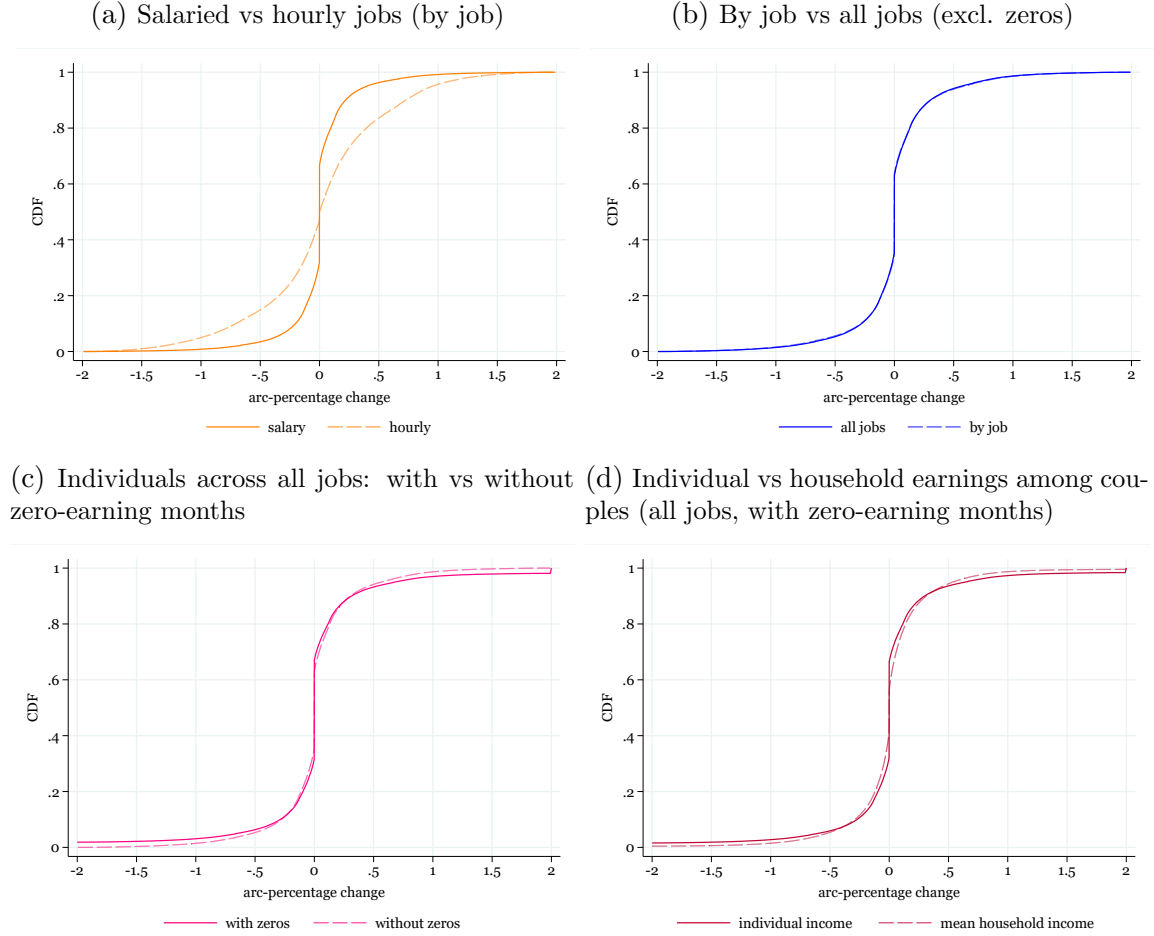 (a) Salaried vs hourly jobs (by job)
1
.8
.6
.4
.2
0
CDF
-2 -1.5 -1 -.5 0 .5 1 1.5 2
arc-percentage change
salary hourly
(b) By job vs all jobs (excl. zeros)
1
.8
.6
.4
.2
0
CDF
-2 -1.5 -1 -.5 0 .5 1 1.5 2
arc-percentage change
all jobs by job
(c) Individuals across all jobs: with vs without
zero-earning months
1
.8
.6
.4
.2
0
CDF
-2 -1.5 -1 -.5 0 .5 1 1.5 2
arc-percentage change
with zeros without zeros
(d) Individual vs household earnings among cou-
ples (all jobs, with zero-earning months)
1
.8
.6
.4
.2
0
CDF
-2 -1.5 -1 -.5 0 .5 1 1.5 2
arc-percentage change
individual income mean household income